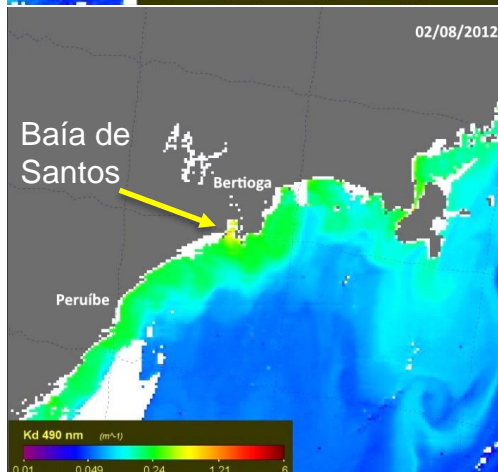 02/08/2012
Baía de
Santos
Bertioga
Peruíbe
Kd 490 nm (m^-1)
0.01 0.049 0.24 1.21 6